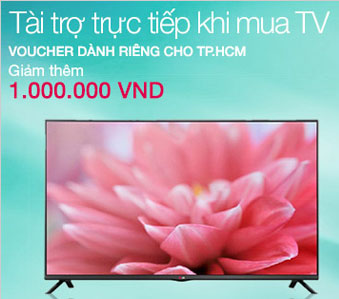 Tài trợ trực tiếp khi mua TV
VOUCHER DÀNH RIÊNG CHO TP.HCM
Giảm thêm
1.000.000 VND